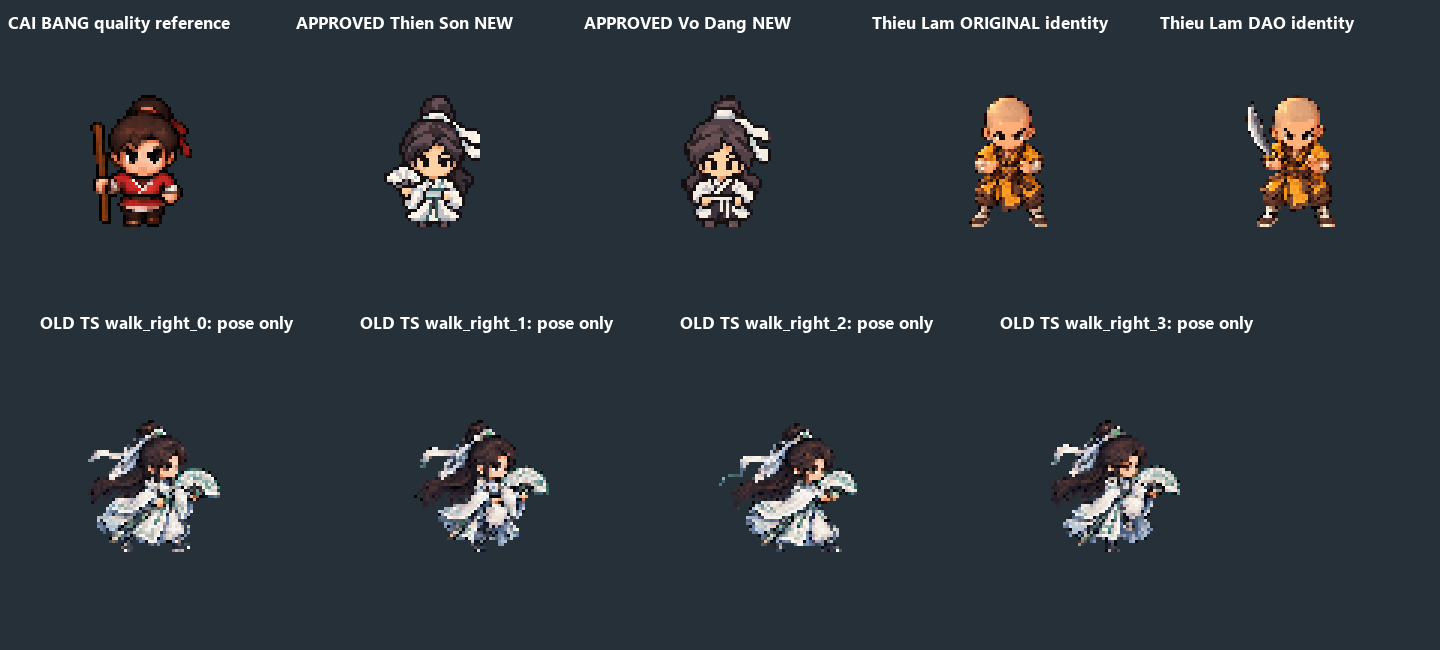 CAI BANG quality reference
APPROVED Thien Son NEW
APPROVED Vo Dang NEW
Thieu Lam ORIGINAL identity
Thieu Lam DAO identity
OLD TS walk_right_0: pose only
OLD TS walk_right_1: pose only
OLD TS walk_right_2: pose only
OLD TS walk_right_3: pose only